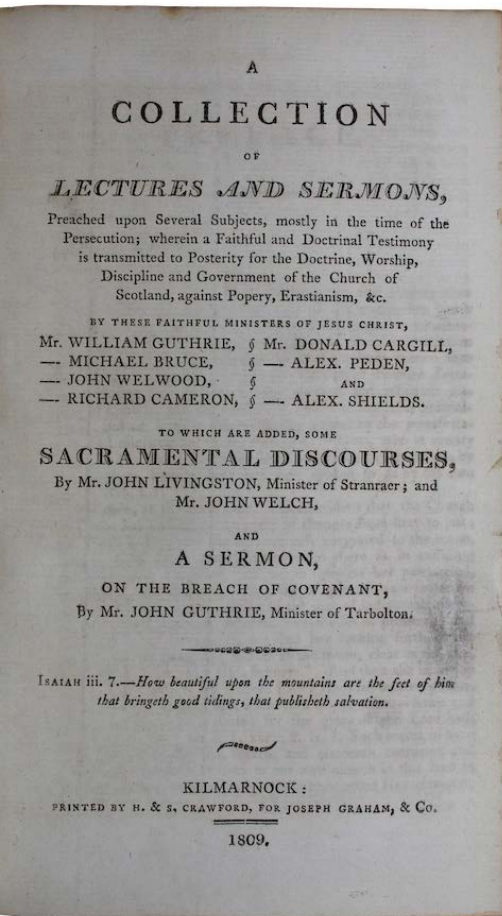 A
COLLECTION
OF
LECTURES AND SERMONS,
Preached upon Several Subjects, mostly in the time of the
Persecution; wherein a Faithful and Doctrinal Testimony
is transmitted to Posterity for the Doctrine, Worship,
Discipline and Government of the Church of
Scotland, against Popery, Erastianism, &c.
BY THESE FAITHFUL MINISTERS OF JESUS CHRIST,
Mr. WILLIAM GUTHRIE, § Mr. DONALD CARGILL,
— MICHAEL BRUCE, § — ALEX. PEDEN,
— JOHN WELWOOD, § AND
— RICHARD CAMERON, § — ALEX. SHIELDS.
TO WHICH ARE ADDED, SOME
SACRAMENTAL DISCOURSES,
By Mr. JOHN LIVINGSTON, Minister of Stranraer; and
Mr. JOHN WELCH,
AND
A SERMON,
ON THE BREACH OF COVENANT,
By Mr. JOHN GUTHRIE, Minister of Tarbolton.
ISAIAH iii. 7.—How beautiful upon the mountains are the feet of him
that bringeth good tidings, that publisheth salvation.
KILMARNOCK:
PRINTED BY H. & S. CRAWFORD, FOR JOSEPH GRAHAM, & Co.
1809.